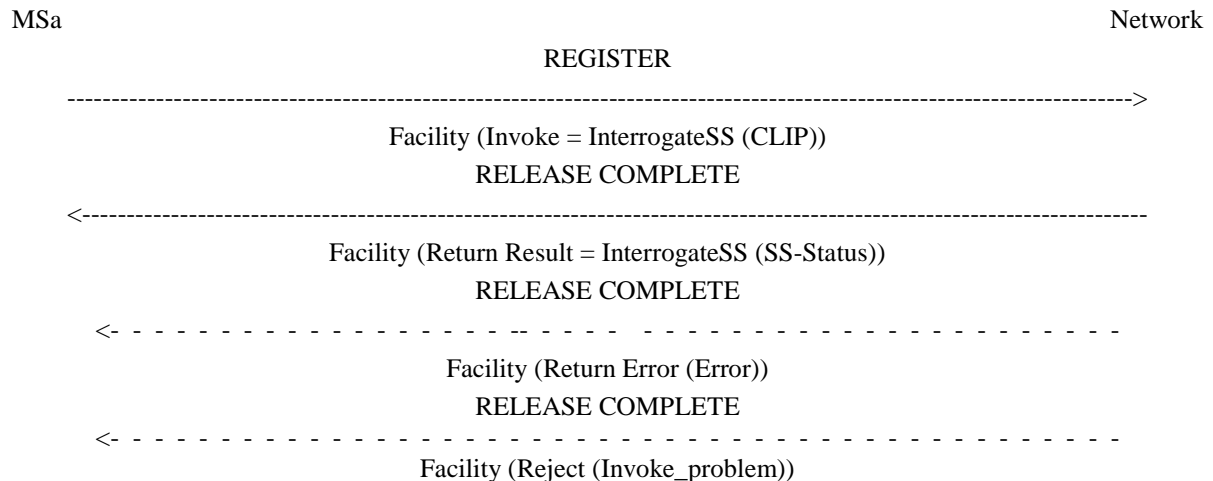 MSa Network
REGISTER
------------------------------------------------------------------------------------------------------------------------>
Facility (Invoke = InterrogateSS (CLIP))
RELEASE COMPLETE
<------------------------------------------------------------------------------------------------------------------------
Facility (Return Result = InterrogateSS (SS-Status))
RELEASE COMPLETE
<- - - - - - - - - - - - - - - - - - -- - - - - - - - - - - - - - - - - - - - - -
Facility (Return Error (Error))
RELEASE COMPLETE
<- - - - - - - - - - - - - - - - - - - - - - - - - - - - - - - - - - - - - - - -
Facility (Reject (Invoke_problem))